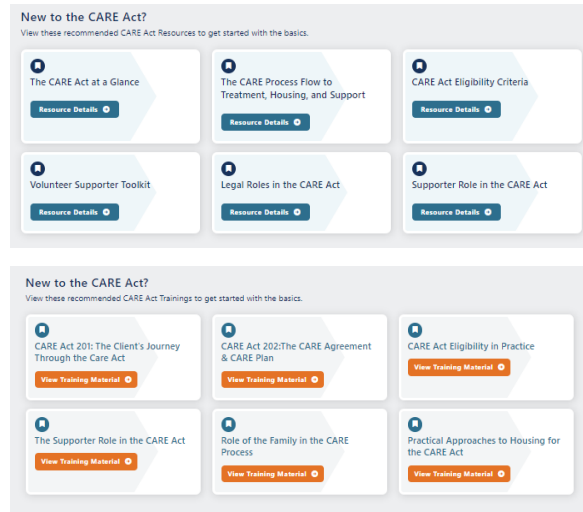 New to the CARE Act?
View these recommended CARE Act Resources to get started with the basics.
The CARE Act at a Glance
Resource Details
The CARE Process Flow to
Treatment, Housing, and Support
Resource Details
CARE Act Eligibility Criteria
Resource Details
Volunteer Supporter Toolkit
Resource Details
Legal Roles in the CARE Act
Resource Details
Supporter Role in the CARE Act
Resource Details
New to the CARE Act?
View these recommended CARE Act Trainings to get started with the basics.
CARE Act 201: The Client's Journey
Through the Care Act
View Training Material
CARE Act 202:The CARE Agreement
& CARE Plan
View Training Material
CARE Act Eligibility in Practice
View Training Material
The Supporter Role in the CARE Act
View Training Material
Role of the Family in the CARE
Process
View Training Material
Practical Approaches to Housing for
the CARE Act
View Training Material